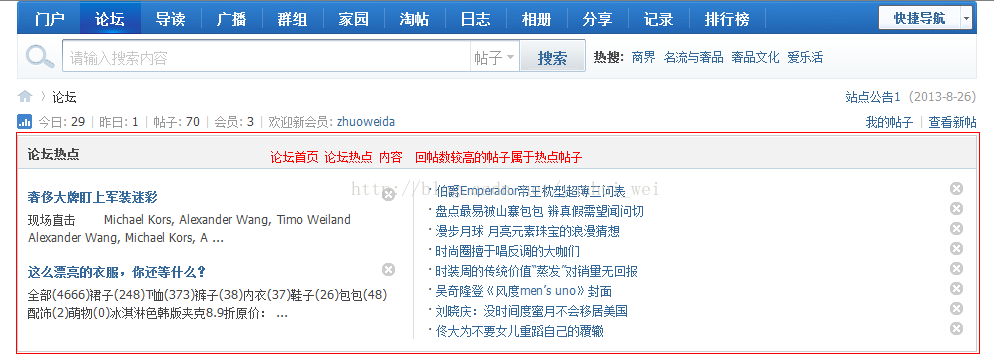 门户 论坛 导读 广播 群组 家园 淘帖 日志 相册 分享 记录 排行榜 快捷导航
请输入搜索内容 帖子 搜索 热搜: 商界 名流与奢品 奢品文化 爱乐活
论坛 站点公告1 (2013-8-26)
今日: 29 | 昨日: 1 | 帖子: 70 | 会员: 3 | 欢迎新会员: zhuoweida 我的帖子 | 查看新帖
论坛热点 论坛首页 论坛热点 内容 回帖数较高的帖子属于热点帖子
奢侈大牌盯上军装迷彩
现场直击 Michael Kors, Alexander Wang, Timo Weiland
Alexander Wang, Michael Kors, A ...
这么漂亮的衣服，你还等什么？
全部(4666)裙子(248)T恤(373)裤子(38)内衣(37)鞋子(26)包包(48)
配饰(2)萌物(0)冰淇淋色韩版夹克8.9折原价： ...
伯爵Emperador帝王枕型超薄三问表
盘点最易被山寨包包 辨真假需望闻问切
漫步月球 月亮元素珠宝的浪漫猜想
时尚圈擅于唱反调的大咖们
时装周的传统价值“蒸发”对销里无回报
吴奇隆登《风度men's uno》封面
刘晓庆：没时间度蜜月不会移居美国
佟大为不要女儿重蹈自己的覆辙